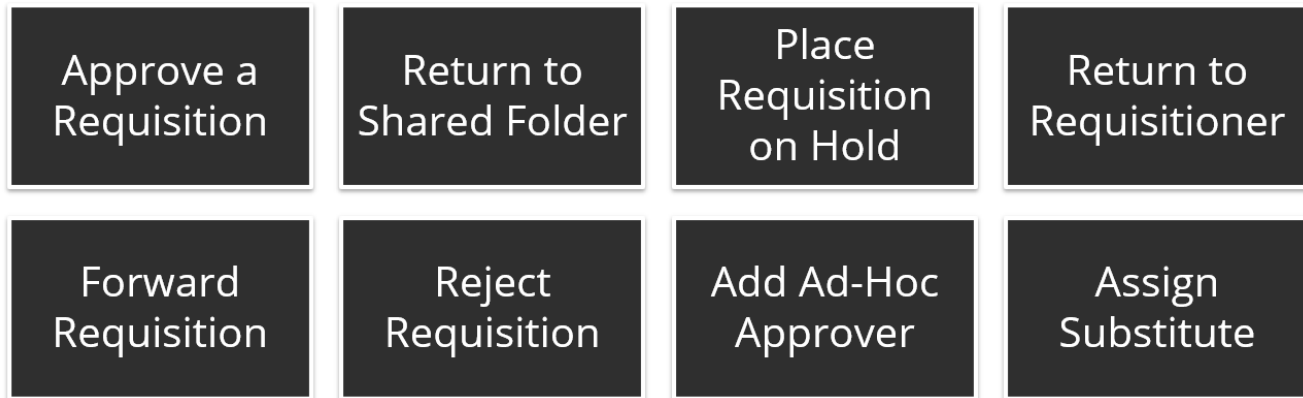 Approve a
Requisition
Return to
Shared Folder
Place
Requisition
on Hold
Return to
Requisitioner
Forward
Requisition
Reject
Requisition
Add Ad-Hoc
Approver
Assign
Substitute